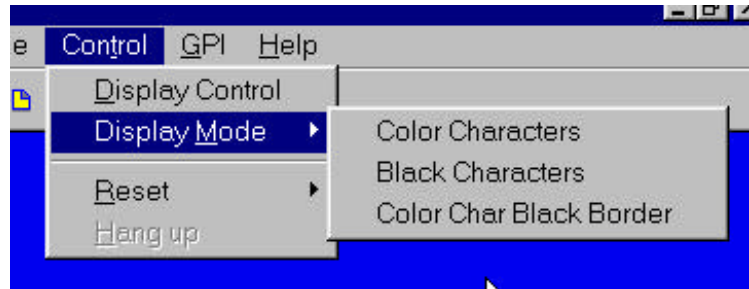 e Control GPI Help
Display Control
Display Mode
Color Characters
Black Characters
Color Char Black Border
Reset
Hang up